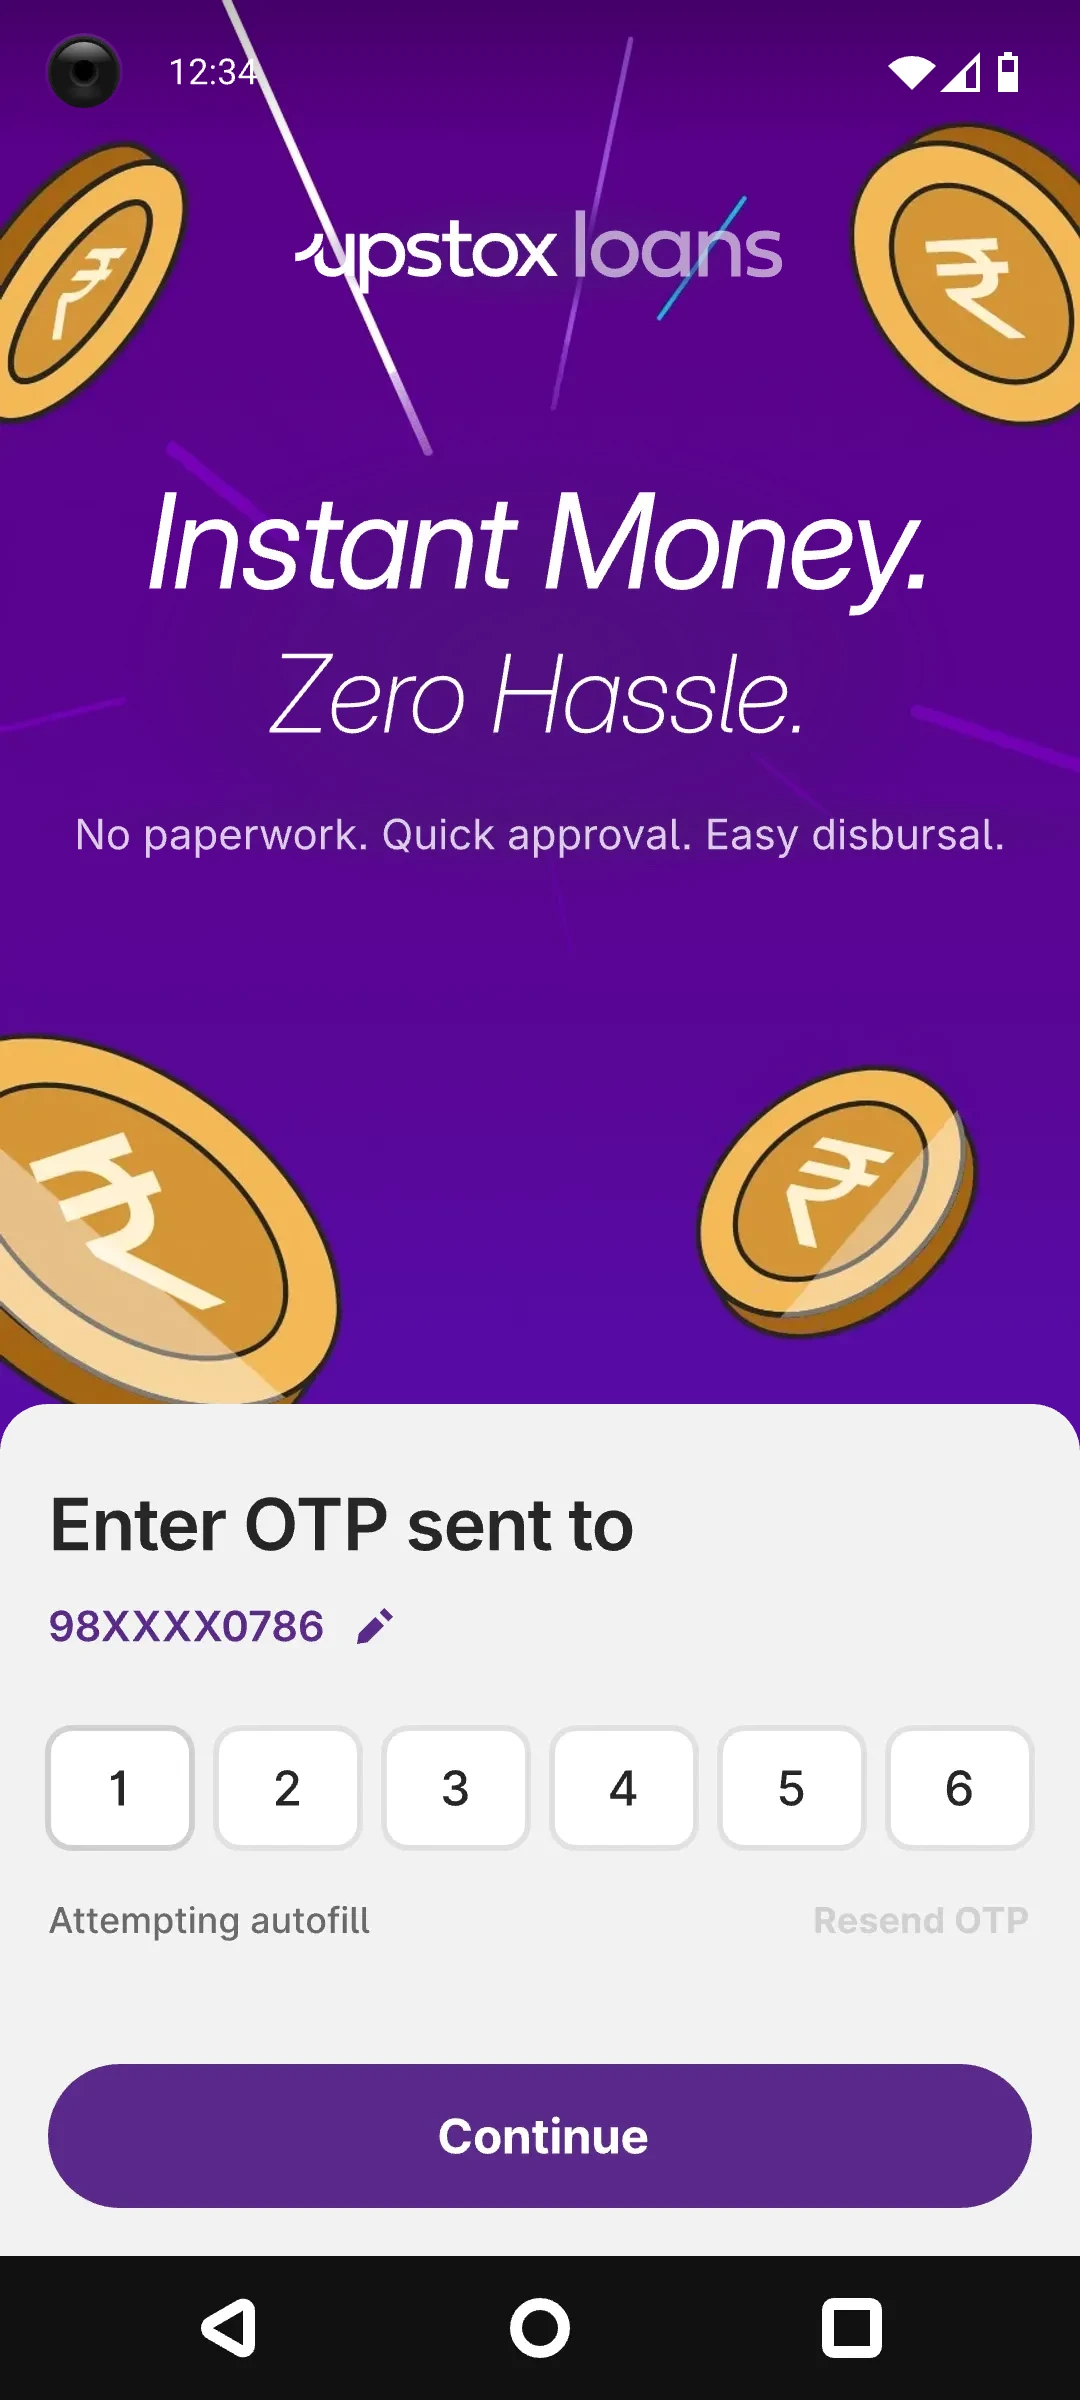 12:34
upstox loans
Instant Money.
Zero Hassle.
No paperwork. Quick approval. Easy disbursal.
₹
₹
₹
₹
Enter OTP sent to
98XXXX0786
1 2 3 4 5 6
Attempting autofill Resend OTP
Continue